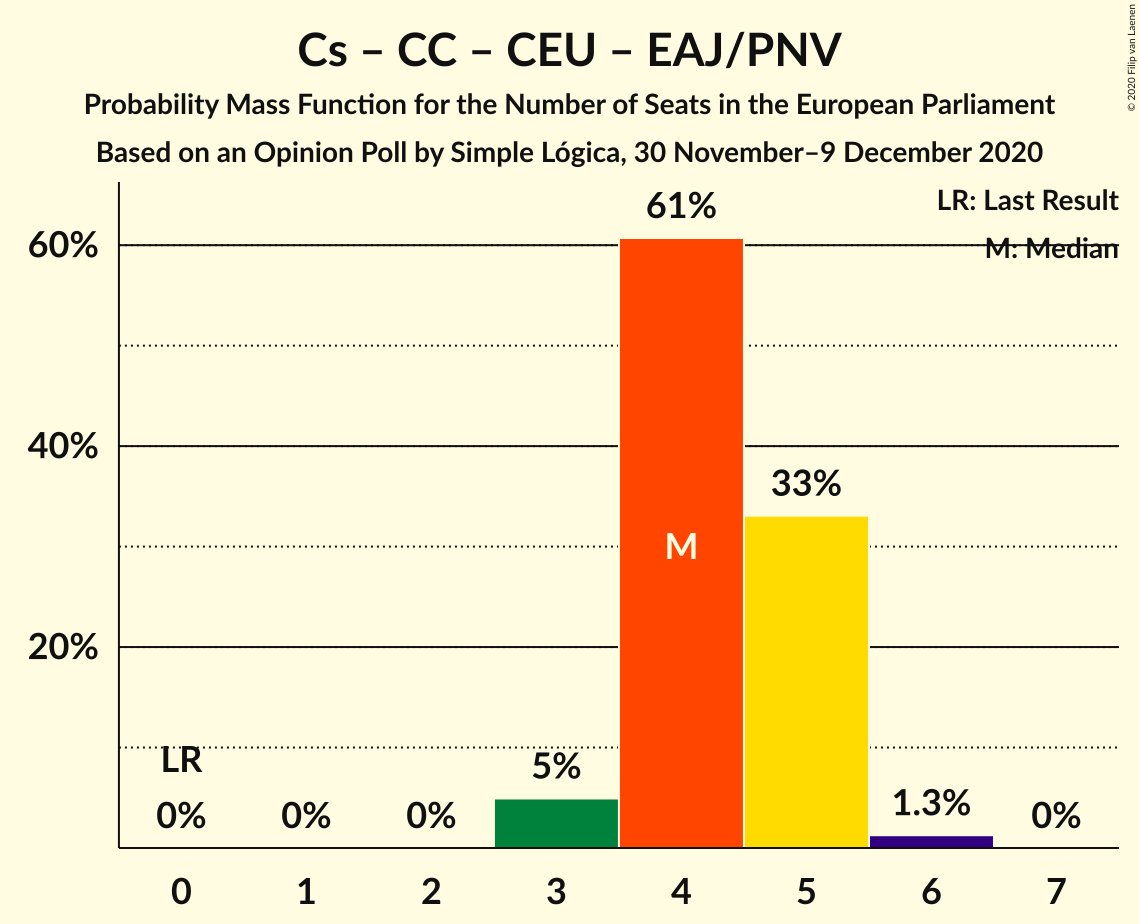 Cs – CC – CEU – EAJ/PNV
Probability Mass Function for the Number of Seats in the European Parliament
Based on an Opinion Poll by Simple Lógica, 30 November–9 December 2020
© 2020 Filip van Laenen
LR: Last Result
M: Median
60%
40%
20%
61%
33%
M
LR
5%
1.3%
0%
0%
0%
0%
0 1 2 3 4 5 6 7